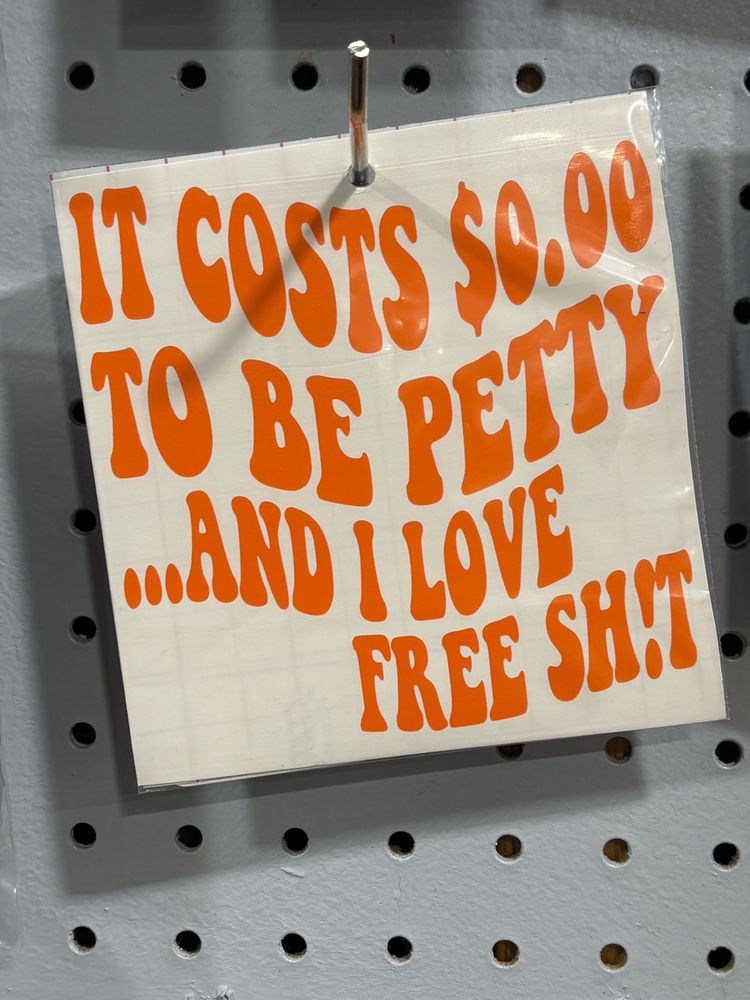 IT COSTS $0.00
TO BE PETTY
...AND I LOVE
FREE SH!T